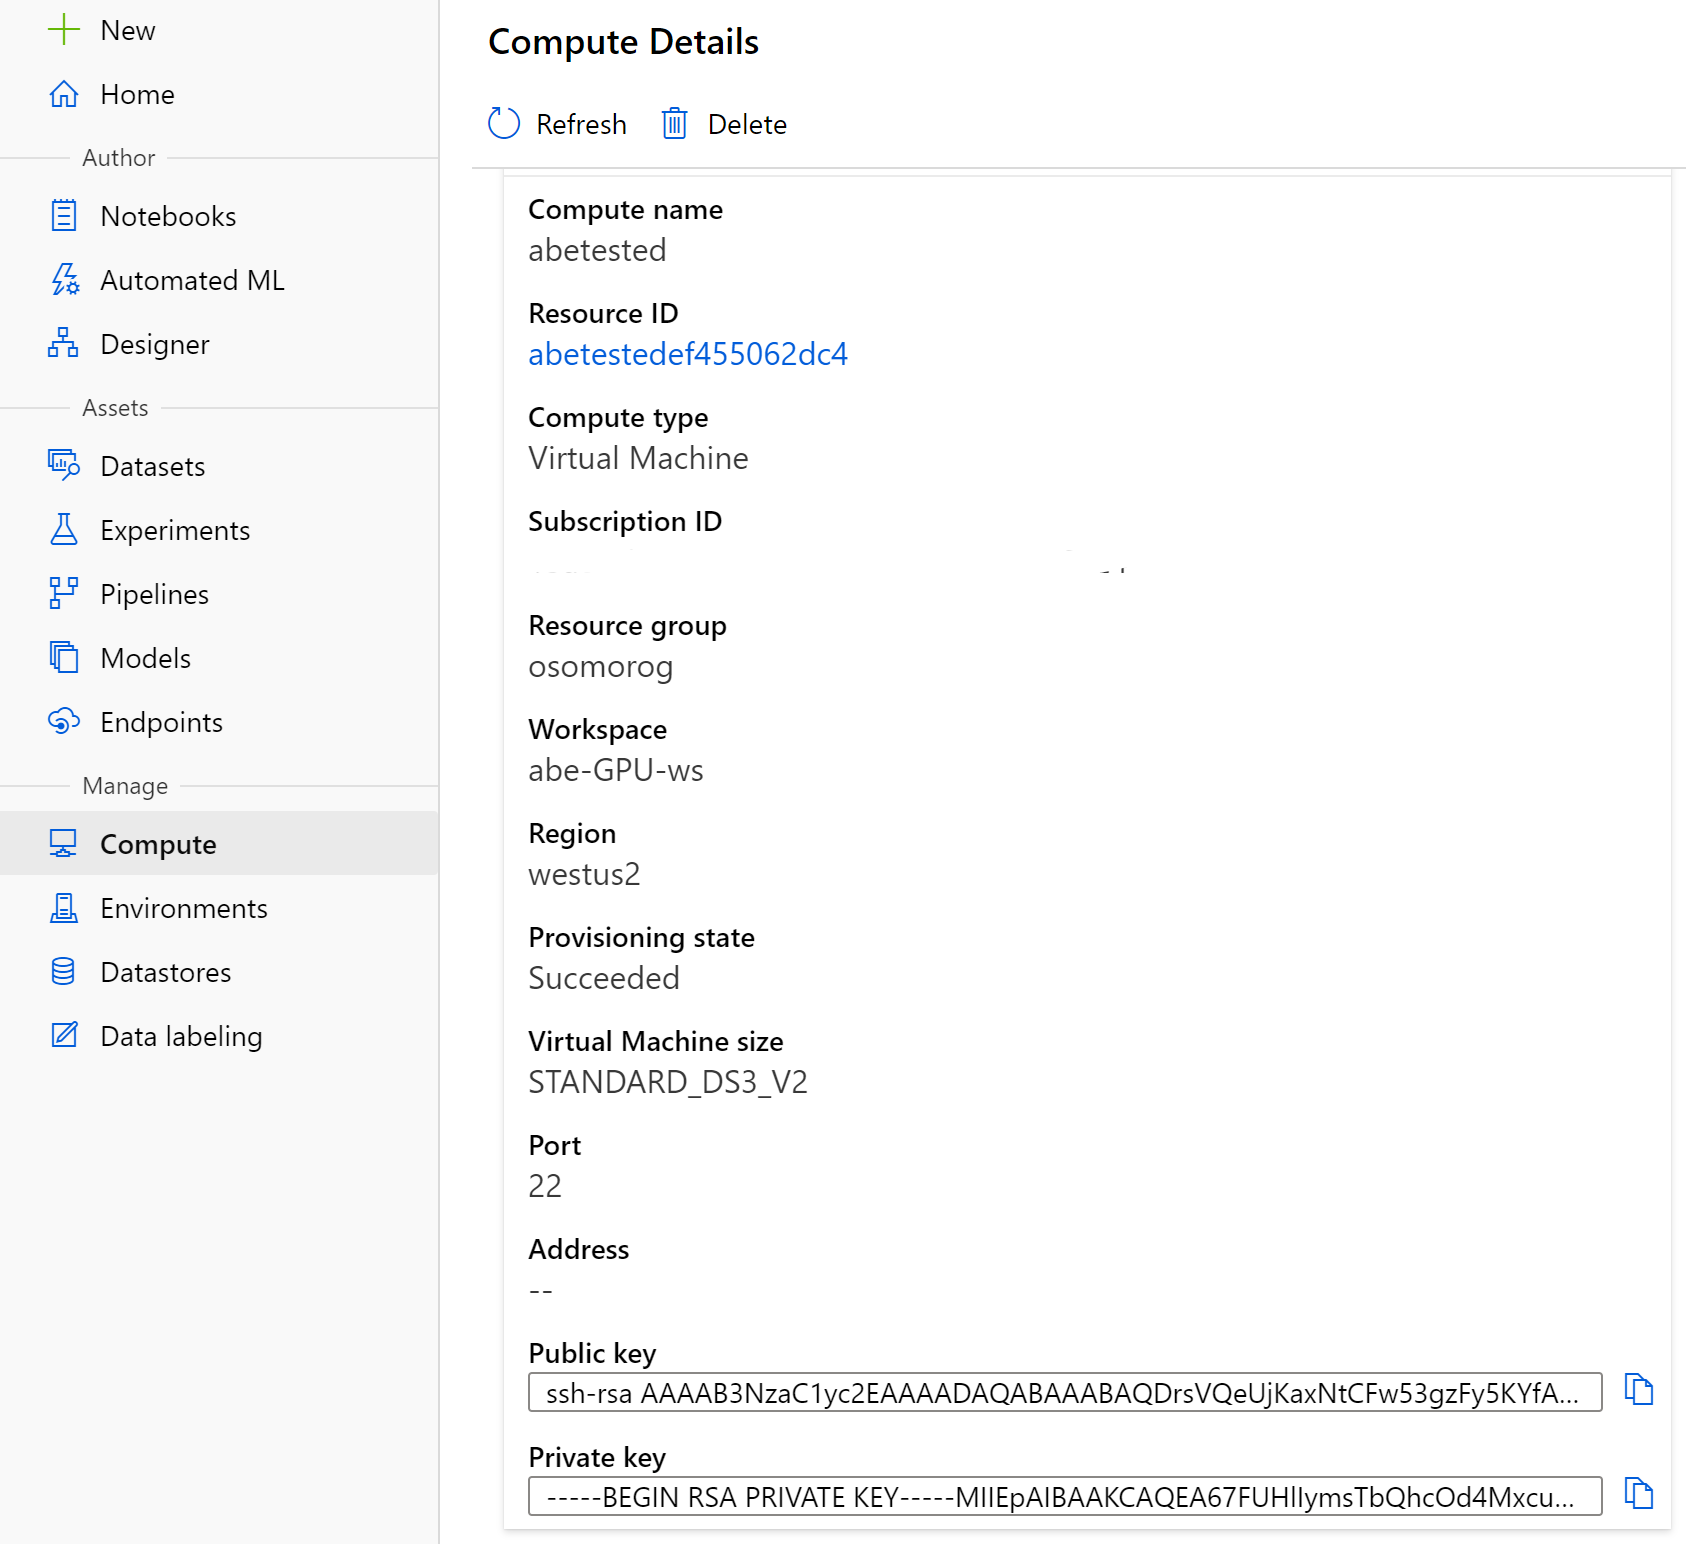 New
Home
Author
Notebooks
Automated ML
Designer
Assets
Datasets
Experiments
Pipelines
Models
Endpoints
Manage
Compute
Environments
Datastores
Data labeling
Compute Details
Refresh Delete
Compute name
abetested
Resource ID
abetestedef455062dc4
Compute type
Virtual Machine
Subscription ID
Resource group
osomorog
Workspace
abe-GPU-ws
Region
westus2
Provisioning state
Succeeded
Virtual Machine size
STANDARD_DS3_V2
Port
22
Address
--
Public key
ssh-rsa AAAAB3NzaC1yc2EAAAADAQABAAABAQDrsVQeUjKaxNtCFw53gzFy5KYfA...
Private key
-----BEGIN RSA PRIVATE KEY-----MIIEpAIBAAKCAQEA67FUHlIymsTbQhcOd4Mxcu...